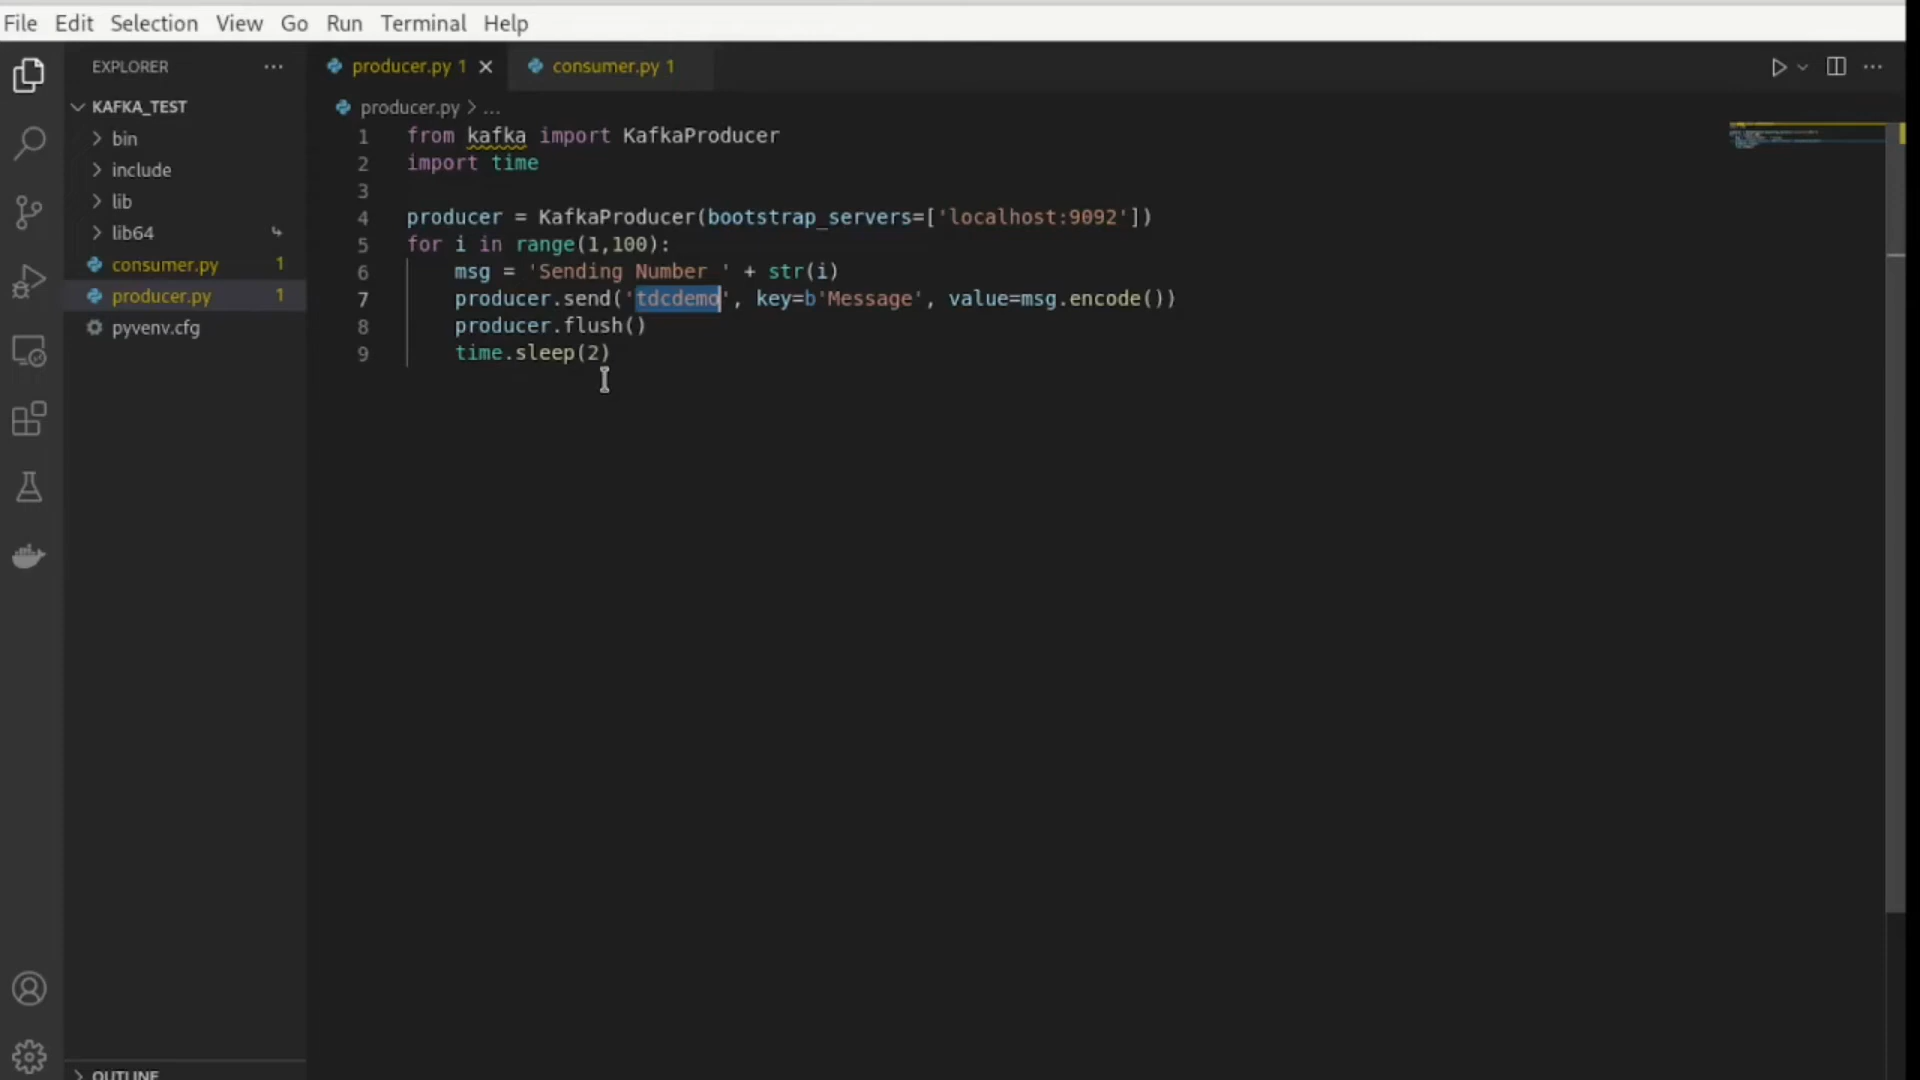 File Edit Selection View Go Run Terminal Help
EXPLORER ...
KAFKA_TEST
bin
include
lib
lib64
consumer.py 1
producer.py 1
pyvenv.cfg
OUTLINE
producer.py 1 consumer.py 1
producer.py > ...
1 from kafka import KafkaProducer
2 import time
3
4 producer = KafkaProducer(bootstrap_servers=['localhost:9092'])
5 for i in range(1,100):
6 msg = 'Sending Number ' + str(i)
7 producer.send('tdcdemo', key=b'Message', value=msg.encode())
8 producer.flush()
9 time.sleep(2)